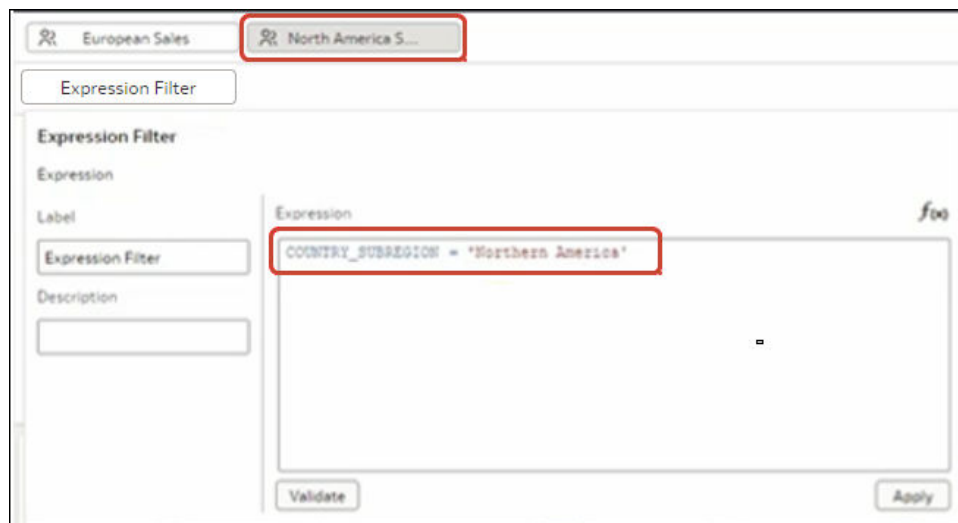 European Sales North America S...
Expression Filter
Expression Filter
Expression
Label
Expression
f(x)
Expression Filter
COUNTRY_SUBREGION = 'Northern America'
Description
Validate
Apply